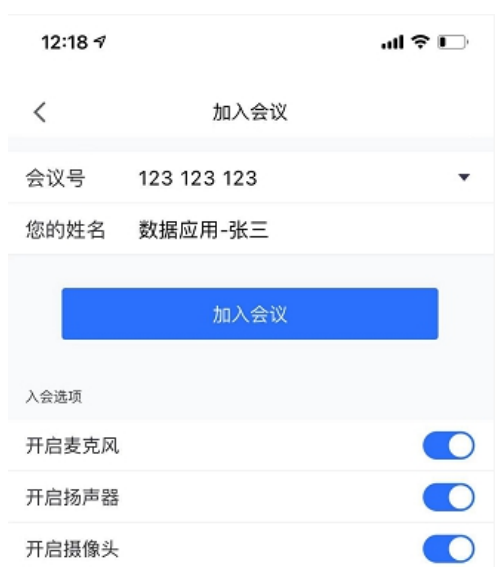 12:18
加入会议
会议号 123 123 123
您的姓名 数据应用-张三
加入会议
入会选项
开启麦克风
开启扬声器
开启摄像头